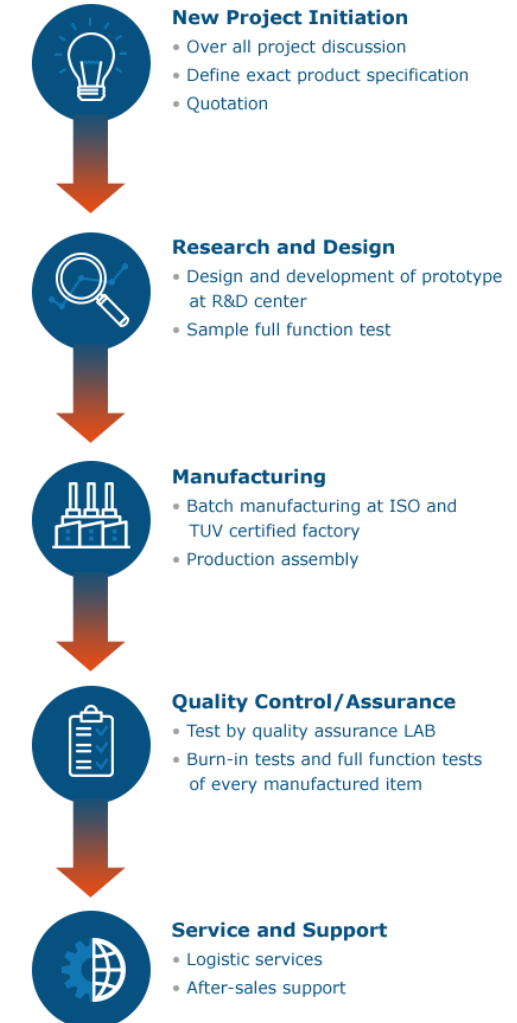 New Project Initiation
• Over all project discussion
• Define exact product specification
• Quotation
Research and Design
• Design and development of prototype
at R&D center
• Sample full function test
Manufacturing
• Batch manufacturing at ISO and
TUV certified factory
• Production assembly
Quality Control/Assurance
• Test by quality assurance LAB
• Burn-in tests and full function tests
of every manufactured item
Service and Support
• Logistic services
• After-sales support